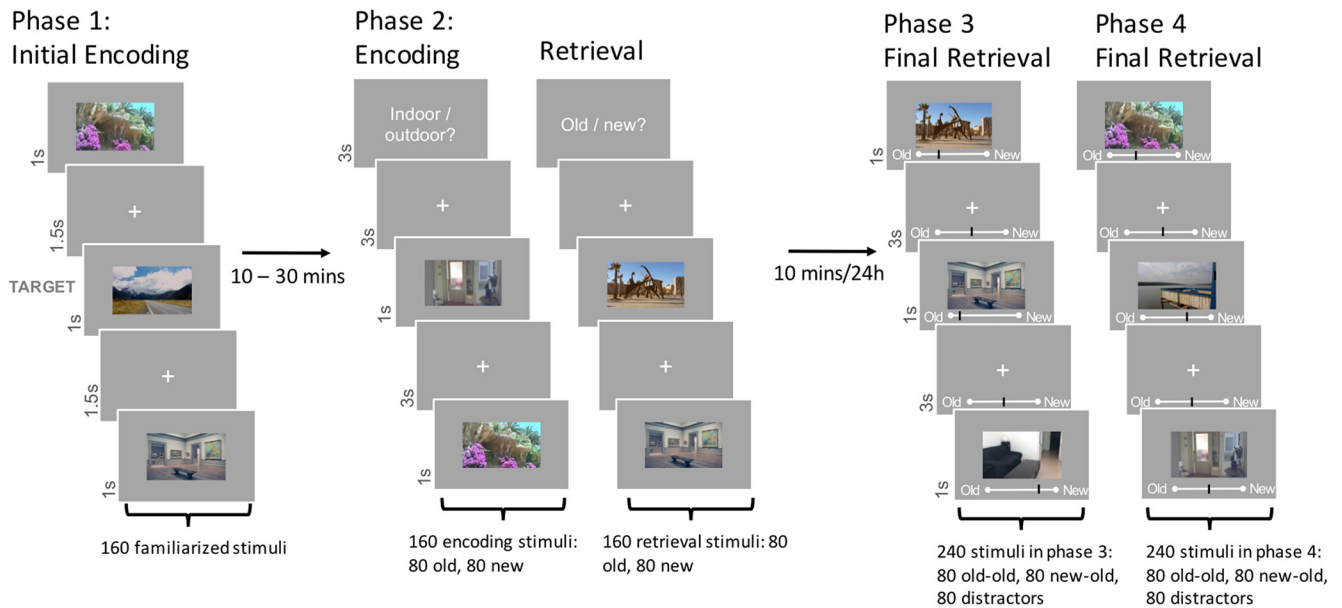 Phase 1:
Initial Encoding
1s
1.5s
TARGET
1s
1.5s
1s
160 familiarized stimuli
10 – 30 mins
Phase 2:
Encoding
Indoor /
outdoor?
3s
3s
1s
3s
1s
160 encoding stimuli:
80 old, 80 new
Retrieval
Old / new?
160 retrieval stimuli: 80
old, 80 new
10 mins/24h
Phase 3
Final Retrieval
Old New
1s
Old New
3s
Old New
1s
Old New
3s
Old New
1s
240 stimuli in phase 3:
80 old-old, 80 new-old,
80 distractors
Phase 4
Final Retrieval
Old New
Old New
Old New
Old New
Old New
240 stimuli in phase 4:
80 old-old, 80 new-old,
80 distractors